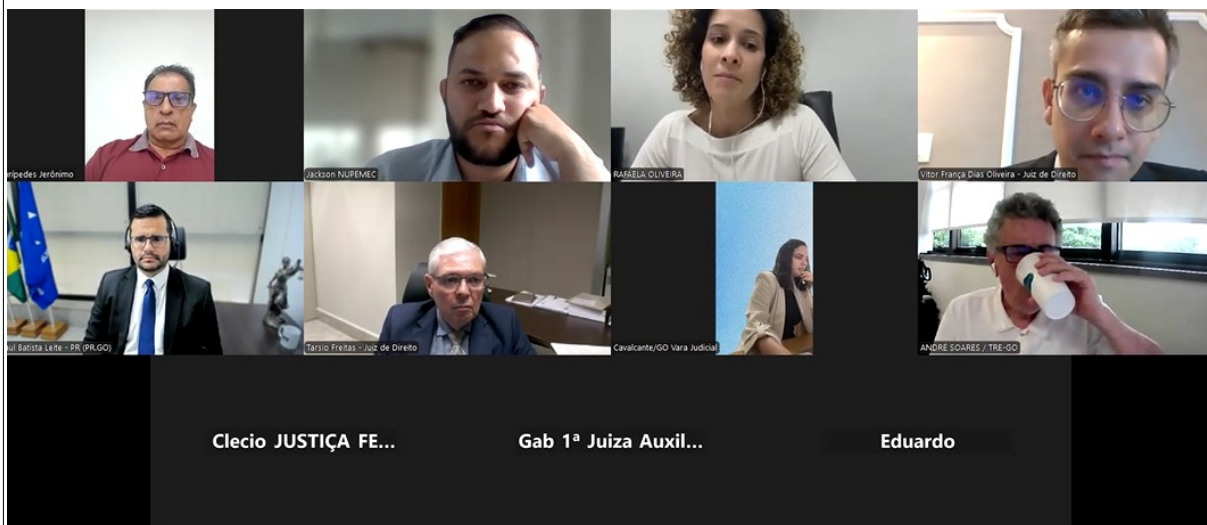 rípedes Jerônimo
Jackson NUPEMEC
RAFAELA OLIVEIRA
Vitor França Dias Oliveira - Juiz de Direito
ul Batista Leite - PR (PR.GO)
Tarsio Freitas - Juiz de Direito
Cavalcante/GO Vara Judicial
ANDRÉ SOARES / TRE-GO
Clecio JUSTIÇA FE...
Gab 1ª Juiza Auxil...
Eduardo